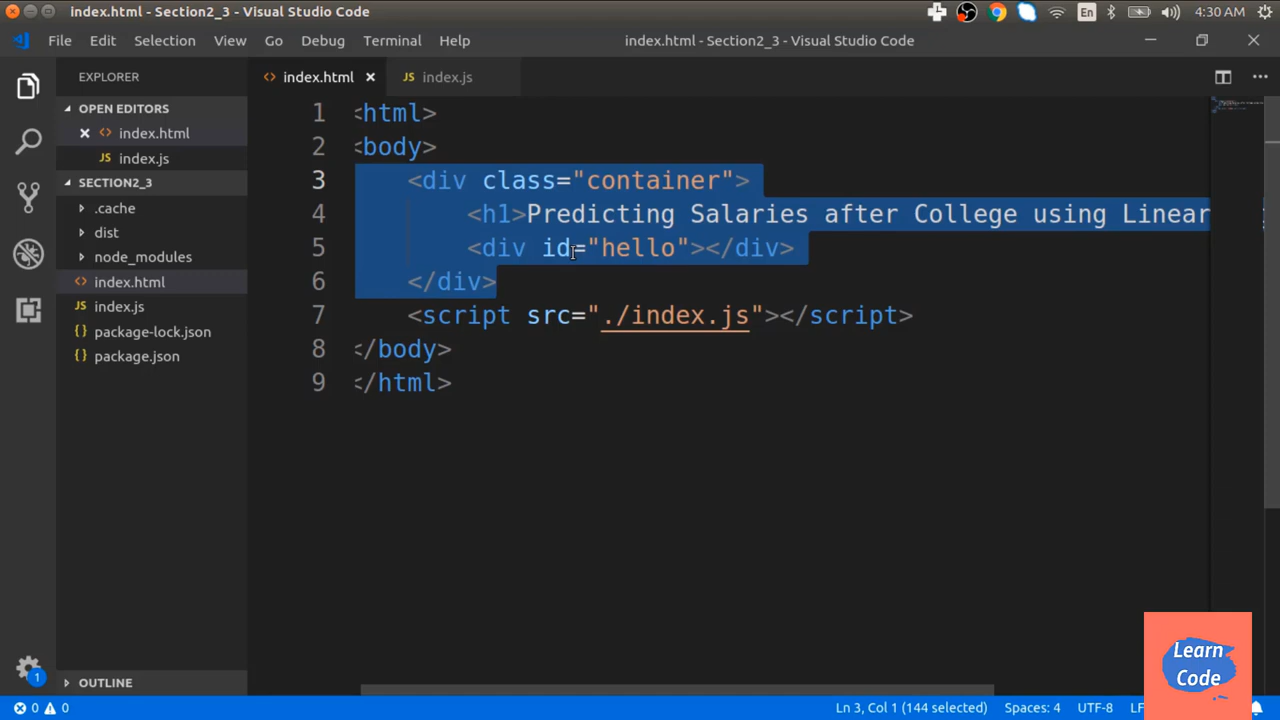 index.html - Section2_3 - Visual Studio Code
En
4:30 AM
File Edit Selection View Go Debug Terminal Help
index.html - Section2_3 - Visual Studio Code
EXPLORER
index.html
JS index.js
OPEN EDITORS
index.html
JS index.js
SECTION2_3
.cache
dist
node_modules
index.html
JS index.js
package-lock.json
package.json
OUTLINE
1 <html>
2 <body>
3 <div class="container">
4 <h1>Predicting Salaries after College using Linear
5 <div id="hello"></div>
6 </div>
7 <script src="./index.js"></script>
8 </body>
9 </html>
1
Learn
Code
0 0 Ln 3, Col 1 (144 selected) Spaces: 4 UTF-8